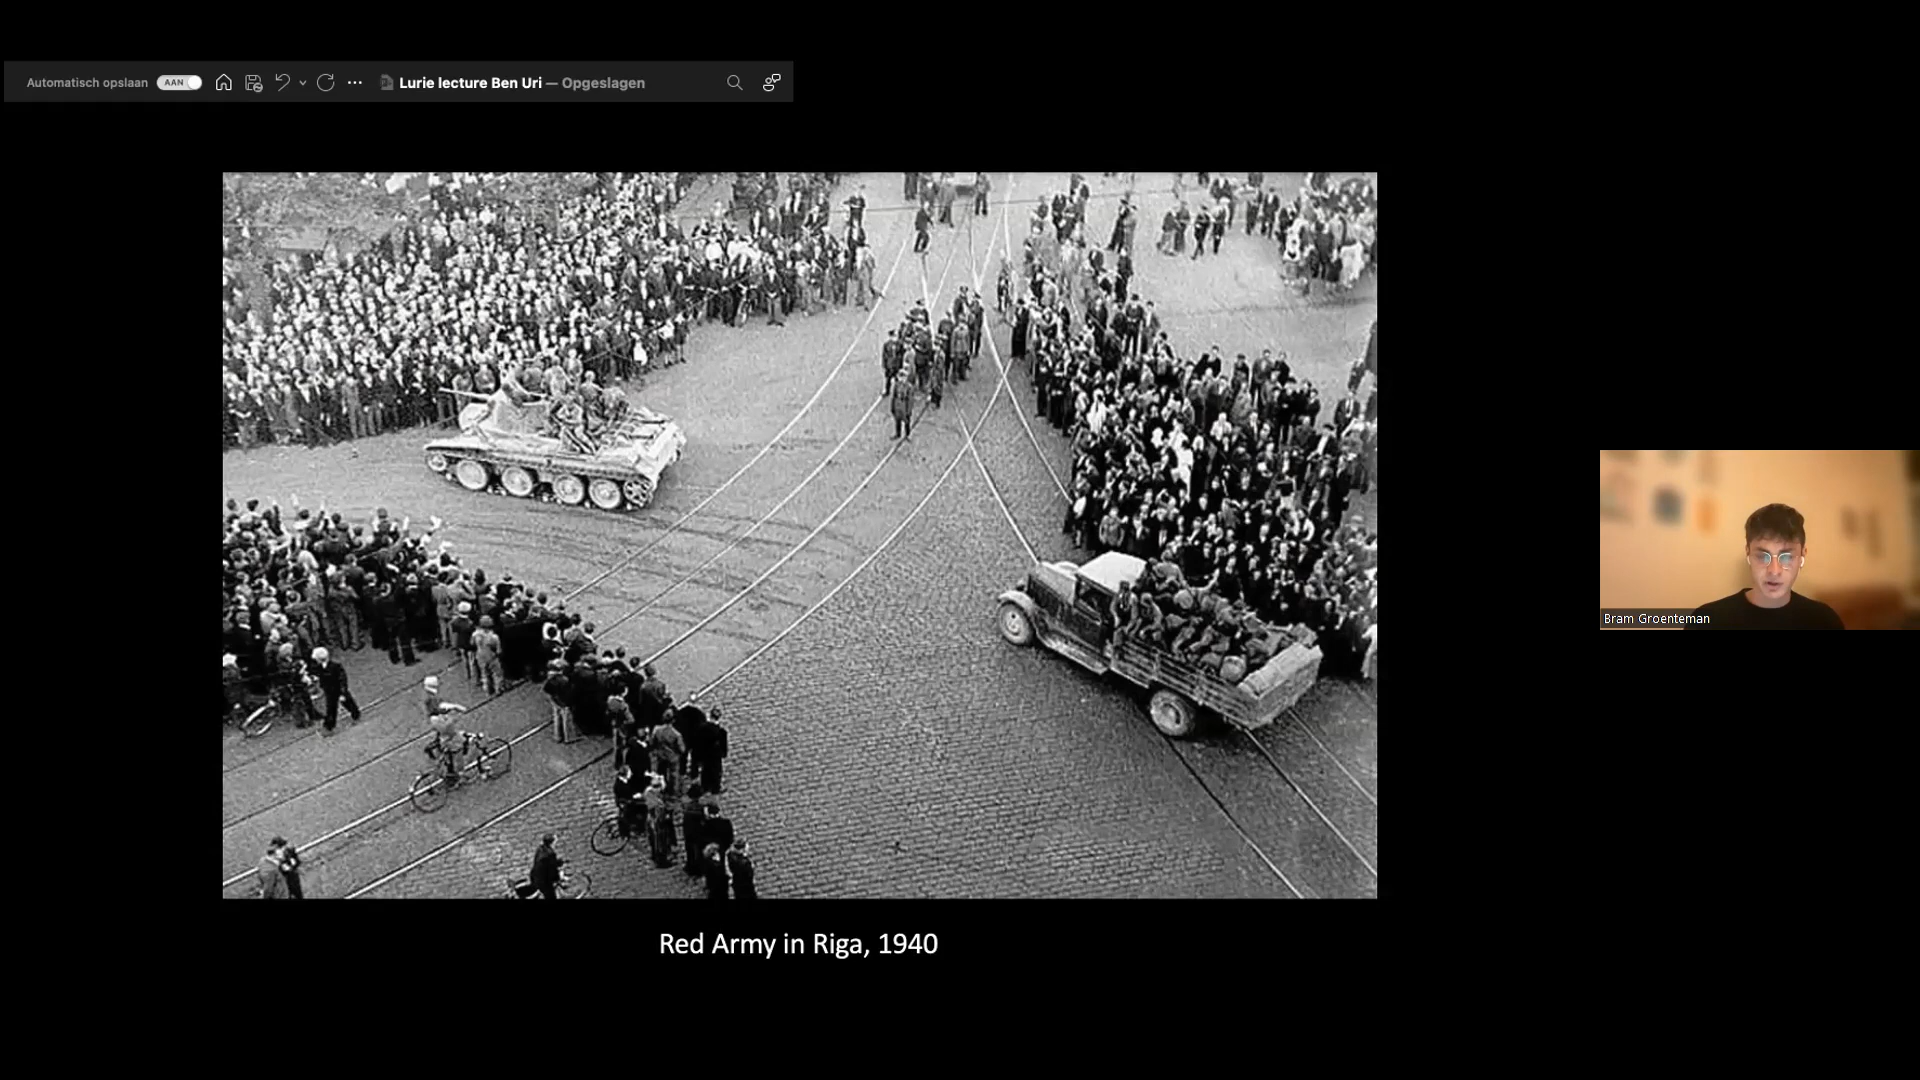 Automatisch opslaan AAN
Lurie lecture Ben Uri — Opgeslagen
Bram Groenteman
Red Army in Riga, 1940